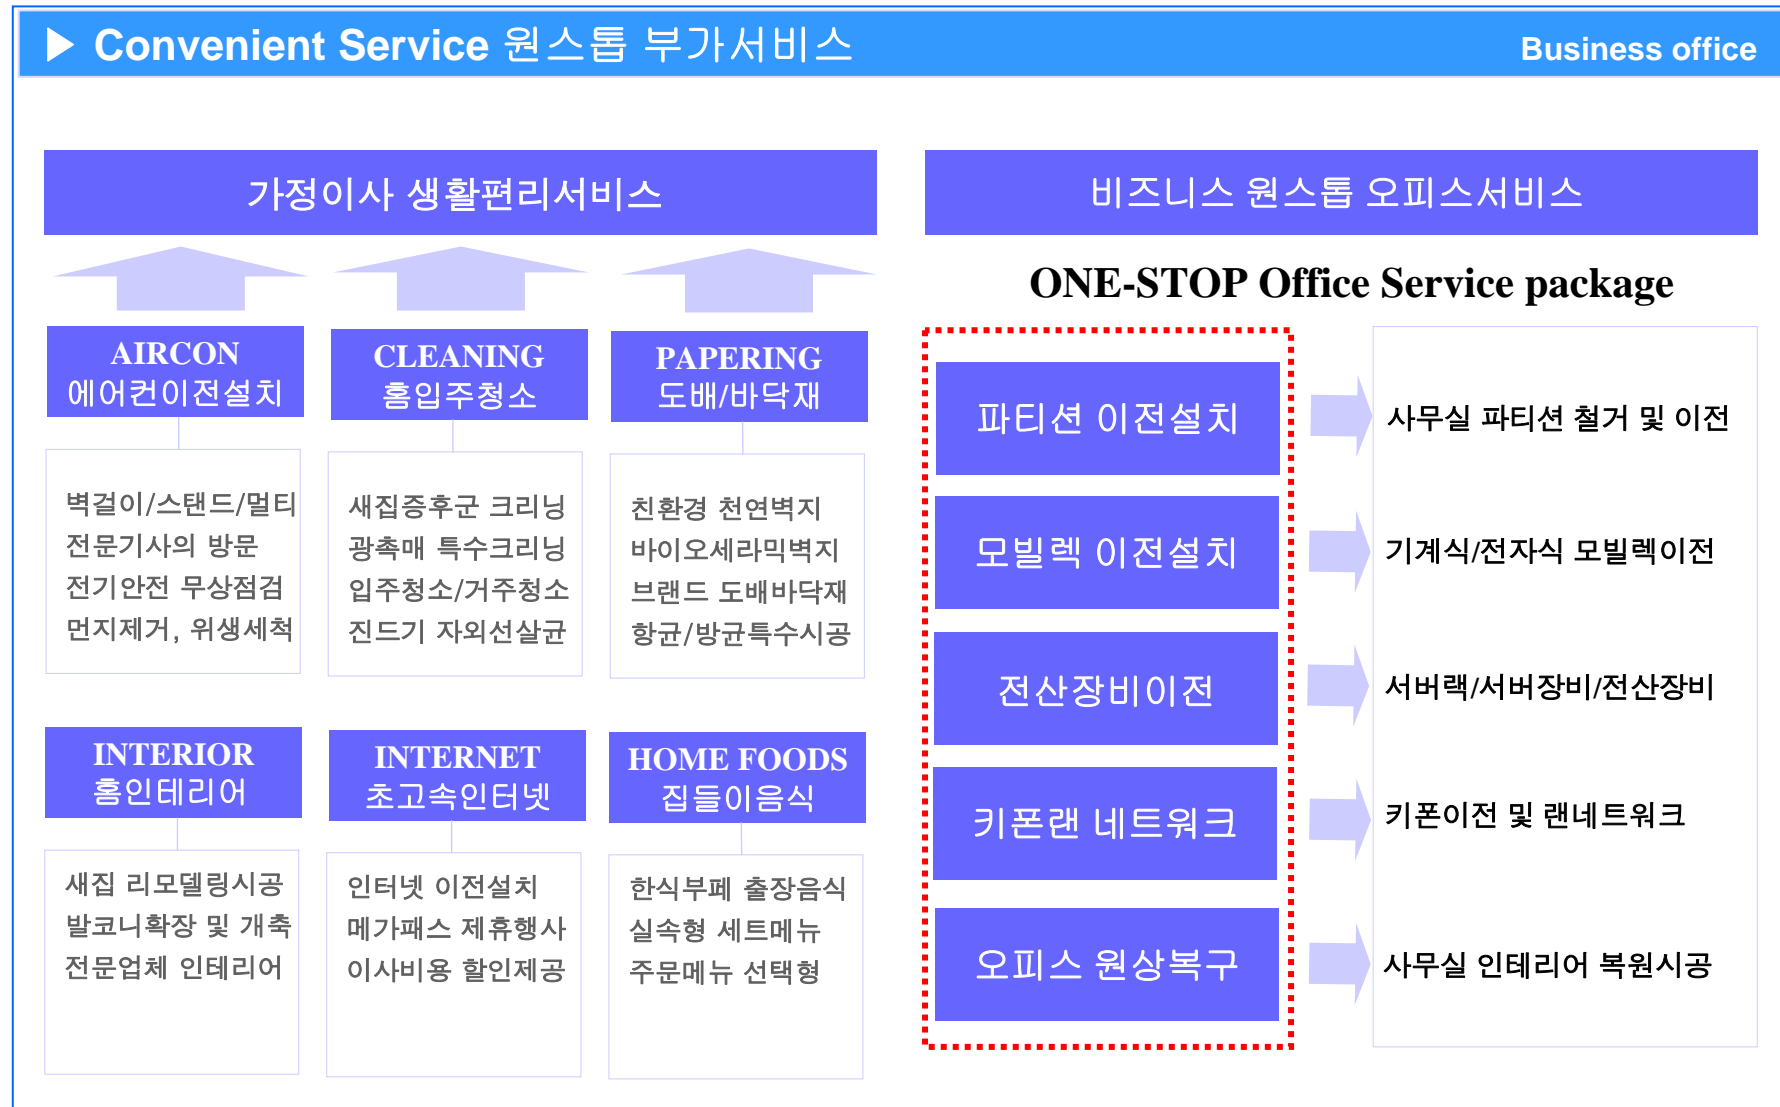 ▶ Convenient Service 원스톱 부가서비스
Business office
가정이사 생활편리서비스
AIRCON
에어컨이전설치
벽걸이/스탠드/멀티
전문기사의 방문
전기안전 무상점검
먼지제거, 위생세척
CLEANING
홈입주청소
새집증후군 크리닝
광촉매 특수크리닝
입주청소/거주청소
진드기 자외선살균
PAPERING
도배/바닥재
친환경 천연벽지
바이오세라믹벽지
브랜드 도배바닥재
항균/방균특수시공
INTERIOR
홈인테리어
새집 리모델링시공
발코니확장 및 개축
전문업체 인테리어
INTERNET
초고속인터넷
인터넷 이전설치
메가패스 제휴행사
이사비용 할인제공
HOME FOODS
집들이음식
한식부페 출장음식
실속형 세트메뉴
주문메뉴 선택형
비즈니스 원스톱 오피스서비스
ONE-STOP Office Service package
파티션 이전설치
사무실 파티션 철거 및 이전
모빌렉 이전설치
기계식/전자식 모빌렉이전
전산장비이전
서버랙/서버장비/전산장비
키폰랜 네트워크
키폰이전 및 랜네트워크
오피스 원상복구
사무실 인테리어 복원시공